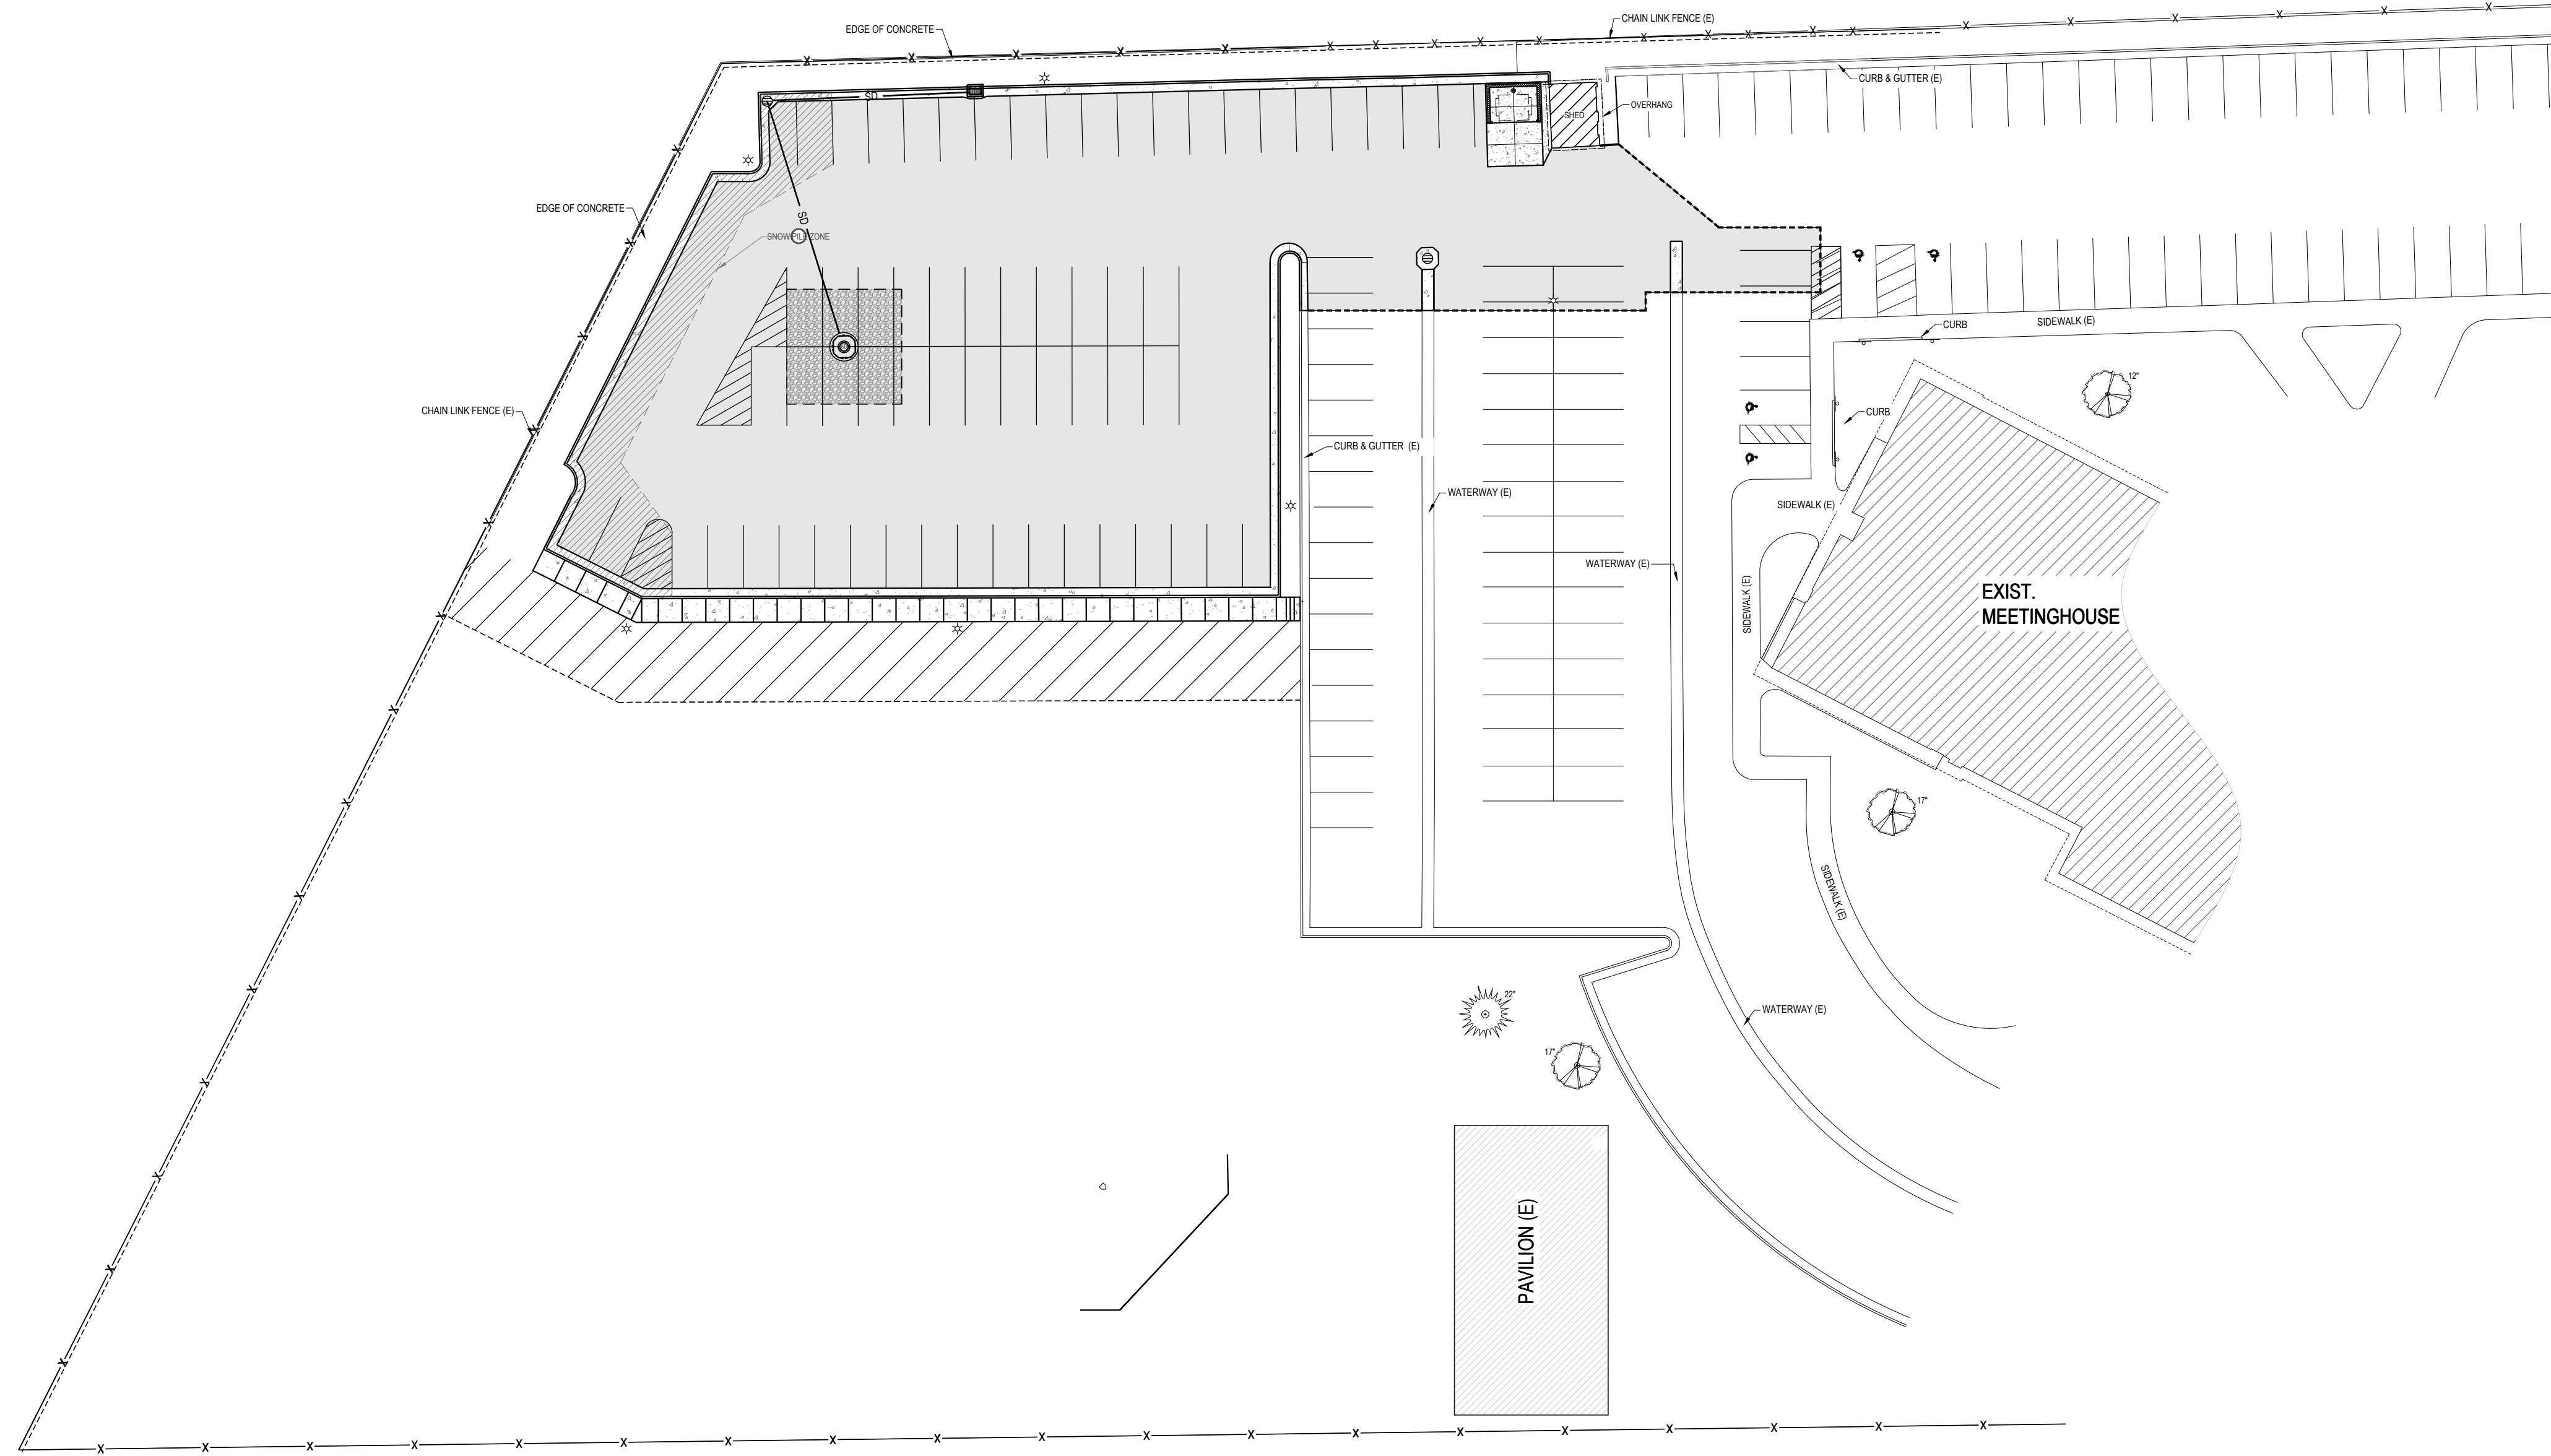 CHAIN LINK FENCE (E)
EDGE OF CONCRETE
CURB & GUTTER (E)
SD
OVERHANG
SHED
EDGE OF CONCRETE
SD
SNOW PILE ZONE
CURB
SIDEWALK (E)
12"
CHAIN LINK FENCE (E)
CURB
CURB & GUTTER (E)
WATERWAY (E)
SIDEWALK (E)
WATERWAY (E)
SIDEWALK (E)
EXIST.
MEETINGHOUSE
17"
SIDEWALK (E)
22"
WATERWAY (E)
17"
PAVILION (E)